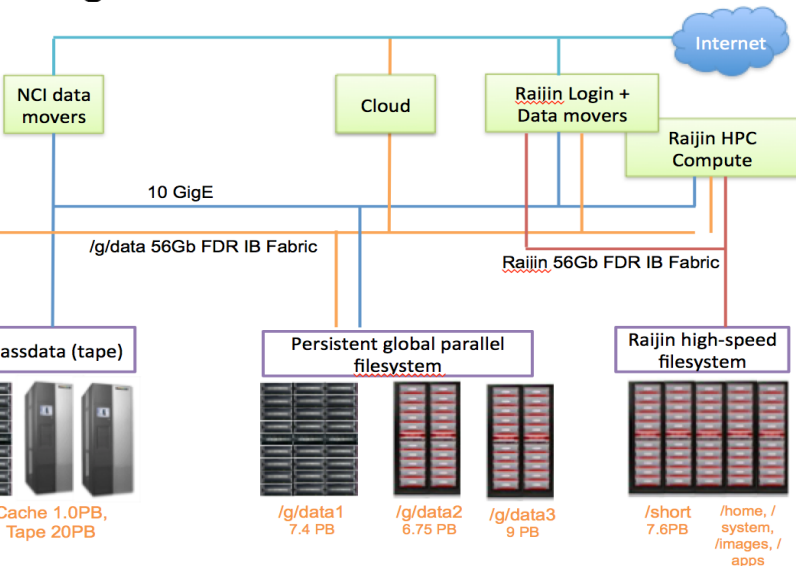 Internet
NCI data
movers
Cloud
Raijin Login +
Data movers
Raijin HPC
Compute
10 GigE
/g/data 56Gb FDR IB Fabric
Raijin 56Gb FDR IB Fabric
assdata (tape)
Persistent global parallel
filesystem
Raijin high-speed
filesystem
Cache 1.0PB,
Tape 20PB
/g/data1
7.4 PB
/g/data2
6.75 PB
/g/data3
9 PB
/short
7.6PB
/home, /
system,
/images, /
apps